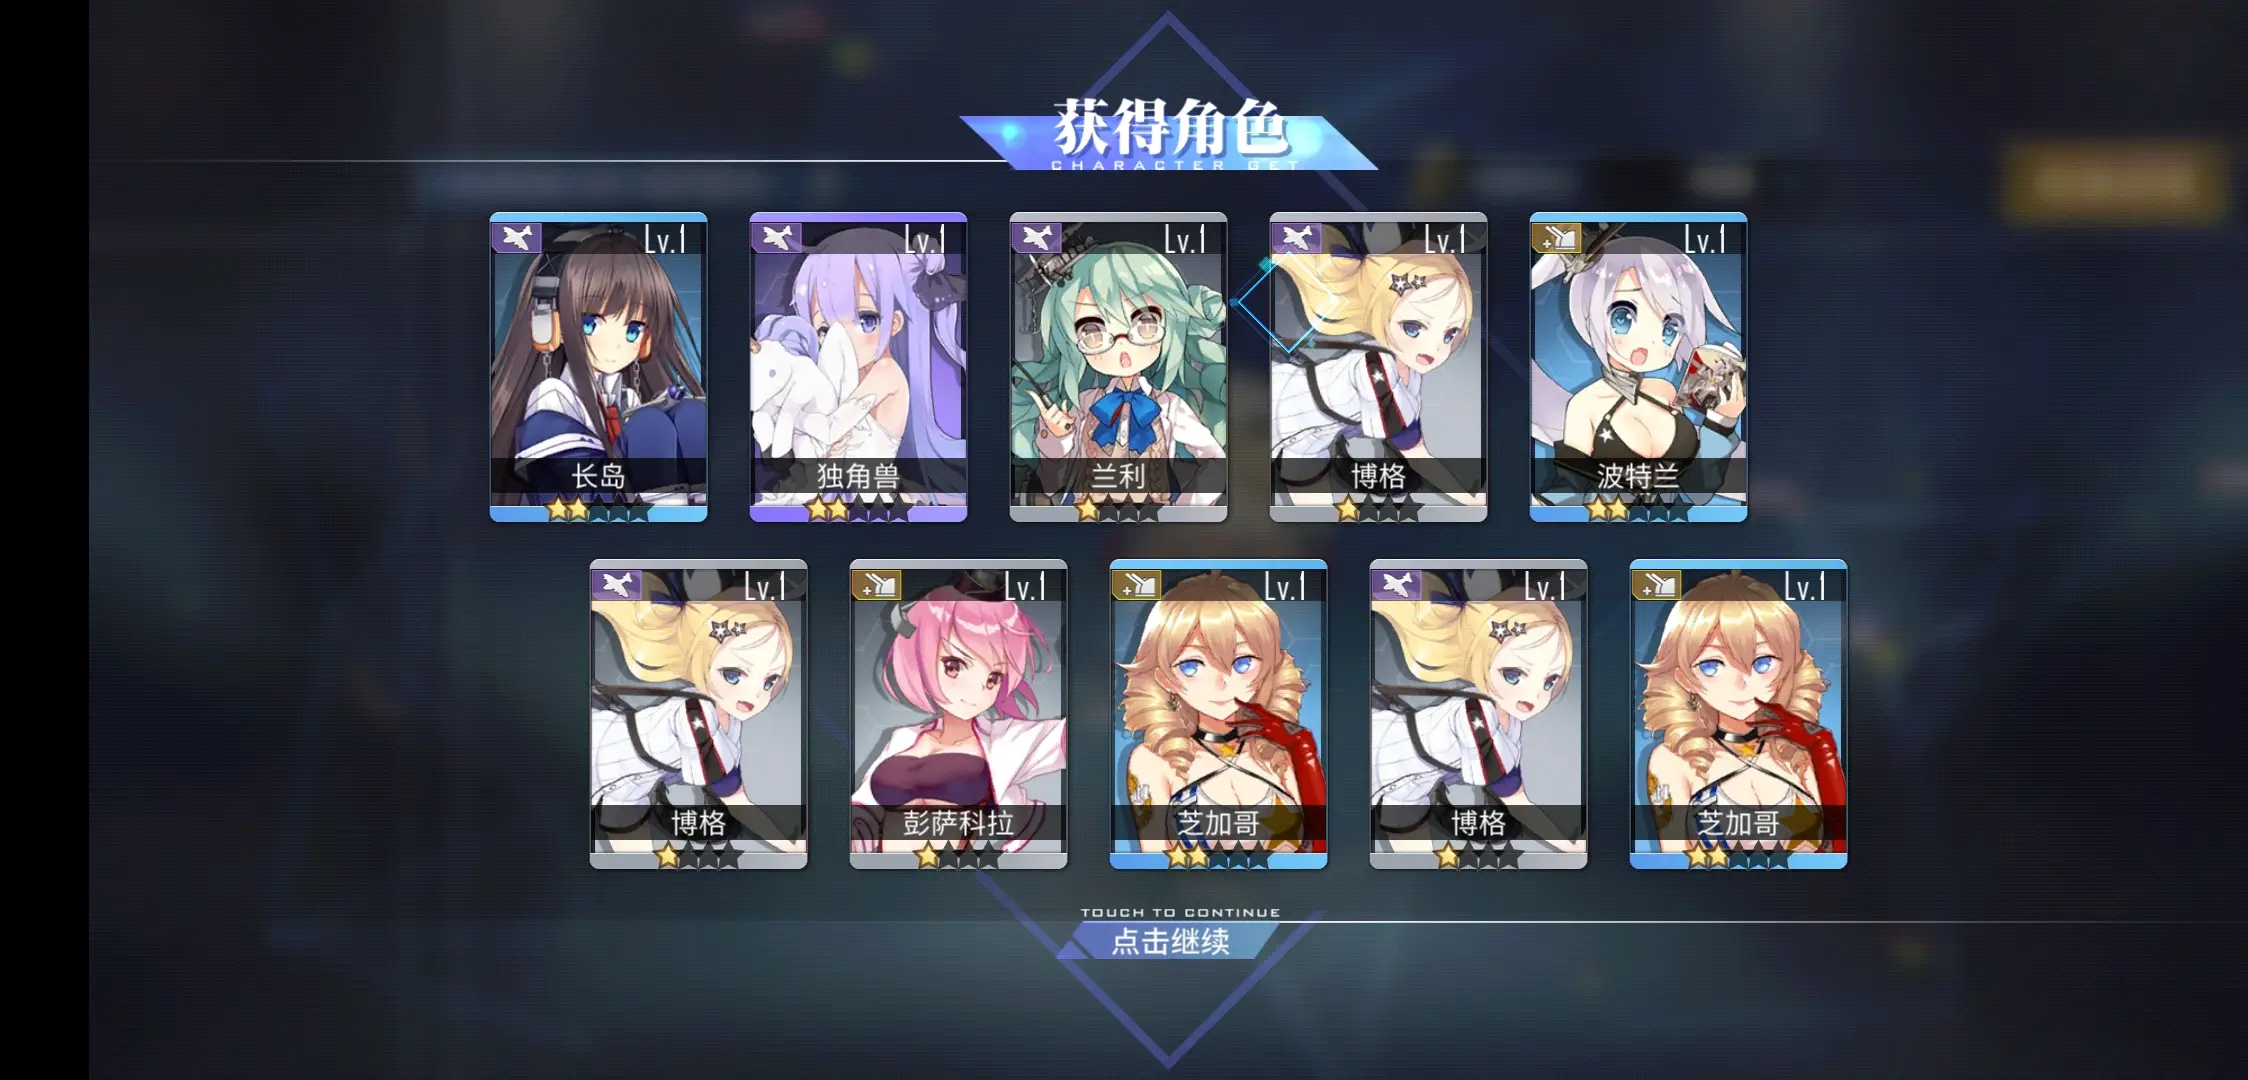 获得角色
CHARACTER GET
Lv.1
Lv.1
Lv.1
Lv.1
Lv.1
长岛
独角兽
兰利
博格
波特兰
Lv.1
Lv.1
Lv.1
Lv.1
Lv.1
博格
彭萨科拉
芝加哥
博格
芝加哥
TOUCH TO CONTINUE
点击继续